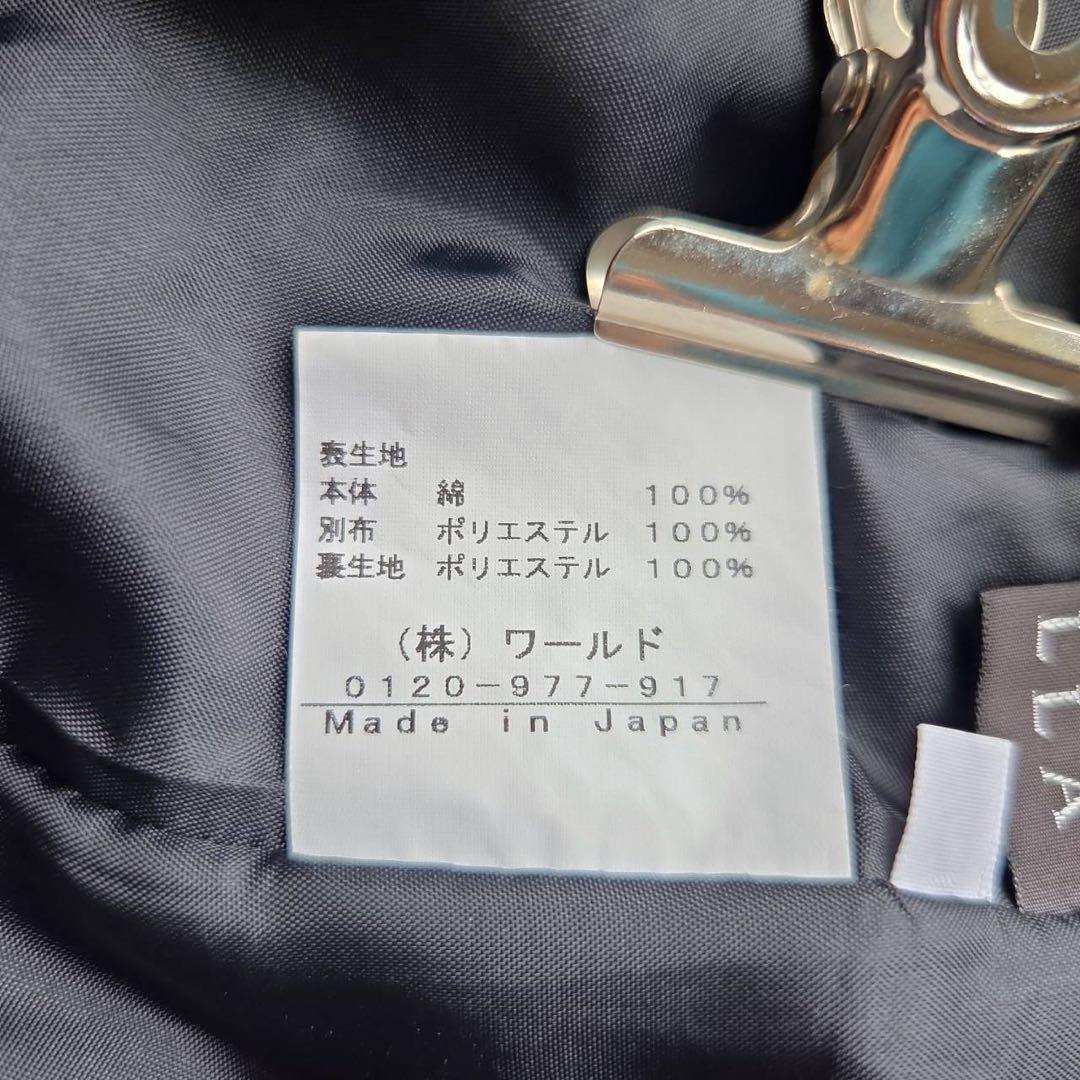 表生地
本体 綿 100%
別布 ポリエステル 100%
裏生地 ポリエステル 100%
(株)ワールド
0120-977-917
Made in Japan